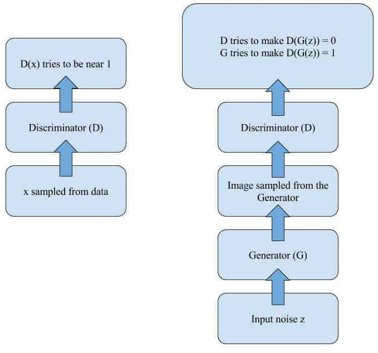 D(x) tries to be near 1
Discriminator (D)
x sampled from data
D tries to make D(G(z)) = 0
G tries to make D(G(z)) = 1
Discriminator (D)
Image sampled from the
Generator
Generator (G)
Input noise z